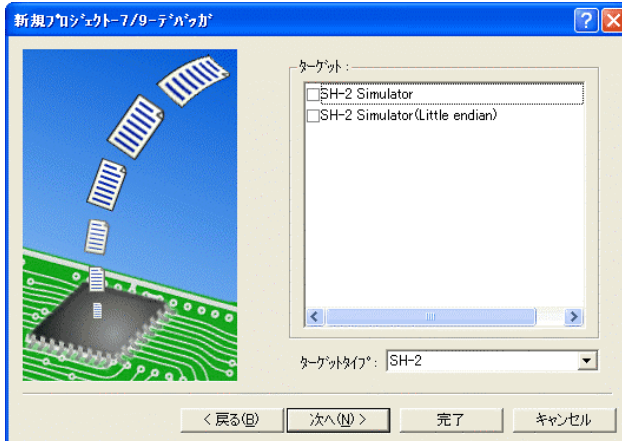 新規ﾌﾟﾛｼﾞｪｸﾄ-7/9-ﾃﾞﾊﾞｯｶﾞ
ﾀｰｹﾞｯﾄ :
SH-2 Simulator
SH-2 Simulator(Little endian)
ﾀｰｹﾞｯﾄﾀｲﾌﾟ :
SH-2
< 戻る(B)
次へ(N) >
完了
キャンセル